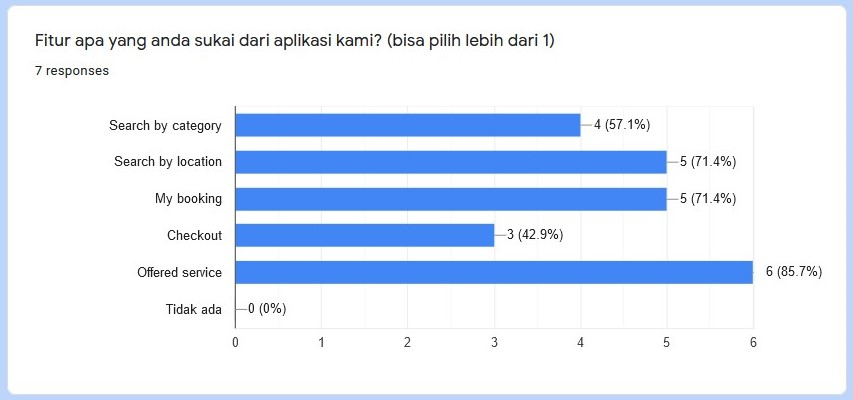 Fitur apa yang anda sukai dari aplikasi kami? (bisa pilih lebih dari 1)
7 responses
Search by category 4 (57.1%)
Search by location 5 (71.4%)
My booking 5 (71.4%)
Checkout 3 (42.9%)
Offered service 6 (85.7%)
Tidak ada 0 (0%)
0 1 2 3 4 5 6